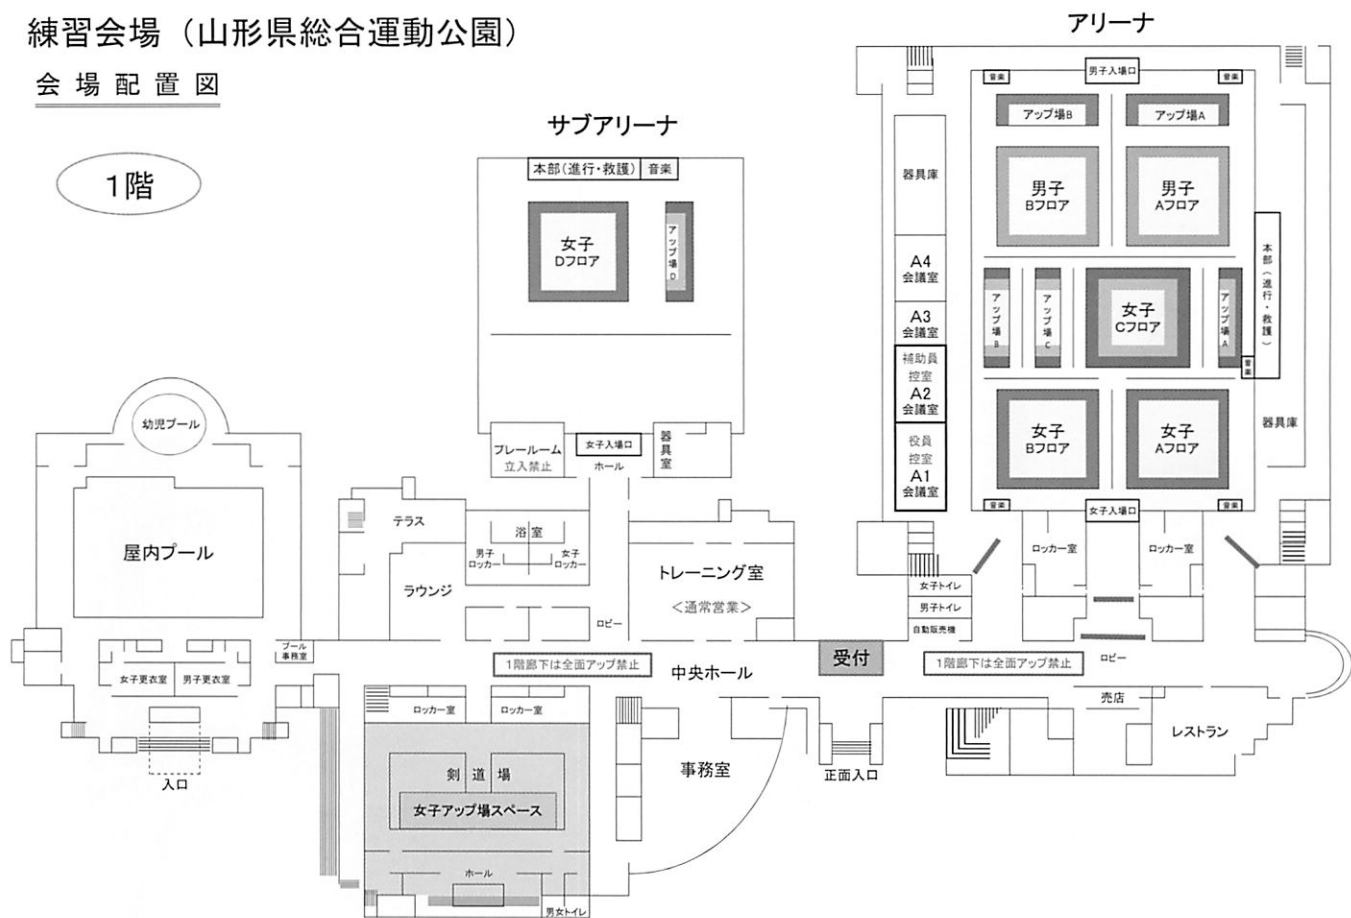 練習会場（山形県総合運動公園）
会場配置図
1階
サブアリーナ
本部（進行・救護）
音楽
女子
Dフロア
アップ場D
プレールーム
立入禁止
女子入場口
ホール
器具室
アリーナ
音楽
男子入場口
音楽
アップ場B
アップ場A
男子
Bフロア
男子
Aフロア
器具庫
A4
会議室
A3
会議室
補助員
控室
A2
会議室
役員
控室
A1
会議室
アップ場B
アップ場C
女子
Cフロア
アップ場A
音楽
本部（進行・救護）
女子
Bフロア
女子
Aフロア
器具庫
音楽
女子入場口
音楽
ロッカー室
ロッカー室
女子トイレ
男子トイレ
自動販売機
幼児プール
屋内プール
プール
事務室
女子更衣室
男子更衣室
入口
テラス
ラウンジ
浴室
男子
ロッカー
女子
ロッカー
ロビー
トレーニング室
＜通常営業＞
1階廊下は全面アップ禁止
中央ホール
受付
1階廊下は全面アップ禁止
ロビー
売店
レストラン
ロッカー室
ロッカー室
剣道場
女子アップ場スペース
ホール
男女トイレ
事務室
正面入口